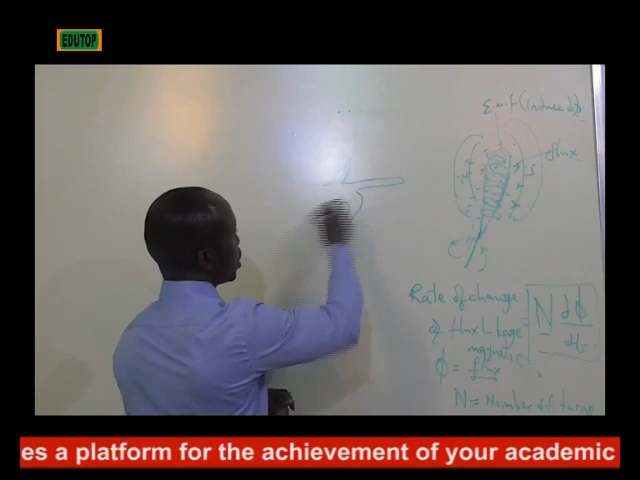 EDUTOP
E.m.f (induced)
flux
Rate of change
of flux linkage
= N dΦ/dt
magnetic
ϕ = flux
N = Number of turns
es a platform for the achievement of your academic